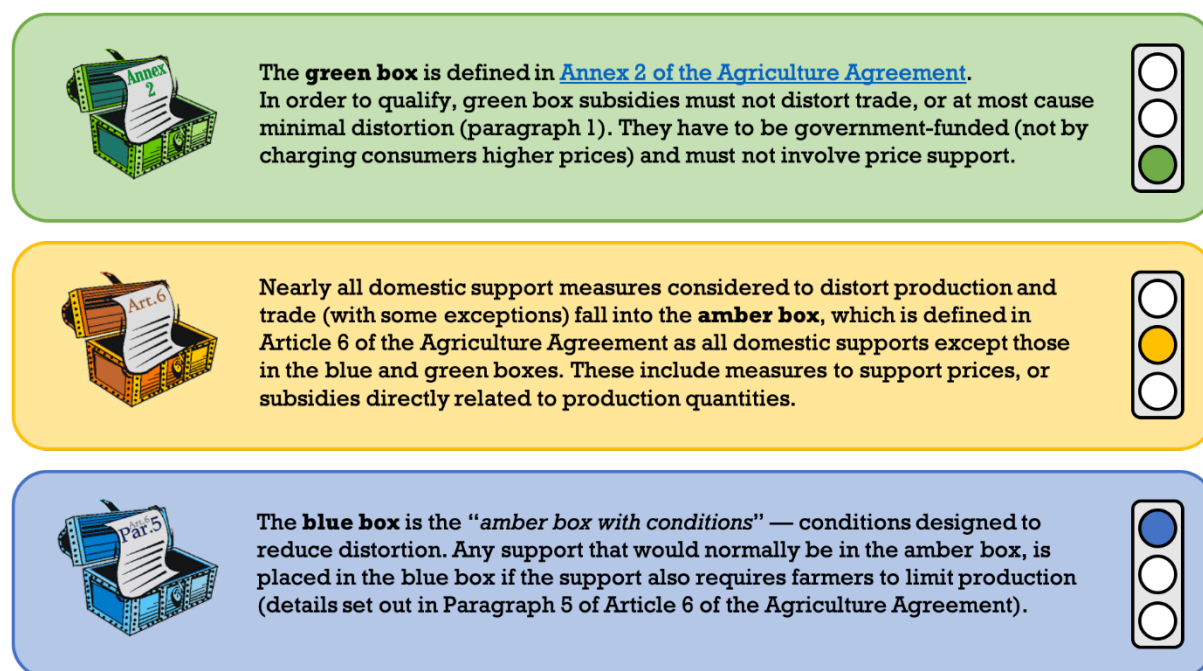 Annex
2
The green box is defined in Annex 2 of the Agriculture Agreement.
In order to qualify, green box subsidies must not distort trade, or at most cause
minimal distortion (paragraph 1). They have to be government-funded (not by
charging consumers higher prices) and must not involve price support.
Art.6
Nearly all domestic support measures considered to distort production and
trade (with some exceptions) fall into the amber box, which is defined in
Article 6 of the Agriculture Agreement as all domestic supports except those
in the blue and green boxes. These include measures to support prices, or
subsidies directly related to production quantities.
Art.6
Par.5
The blue box is the “amber box with conditions” — conditions designed to
reduce distortion. Any support that would normally be in the amber box, is
placed in the blue box if the support also requires farmers to limit production
(details set out in Paragraph 5 of Article 6 of the Agriculture Agreement).